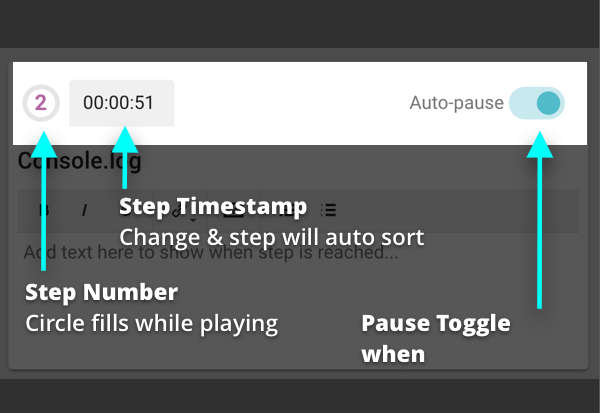 2
00:00:51
Auto-pause
Console.log
B I
Step Timestamp
Change & step will auto sort
Add text here to show when step is reached...
Step Number
Circle fills while playing
Pause Toggle
when